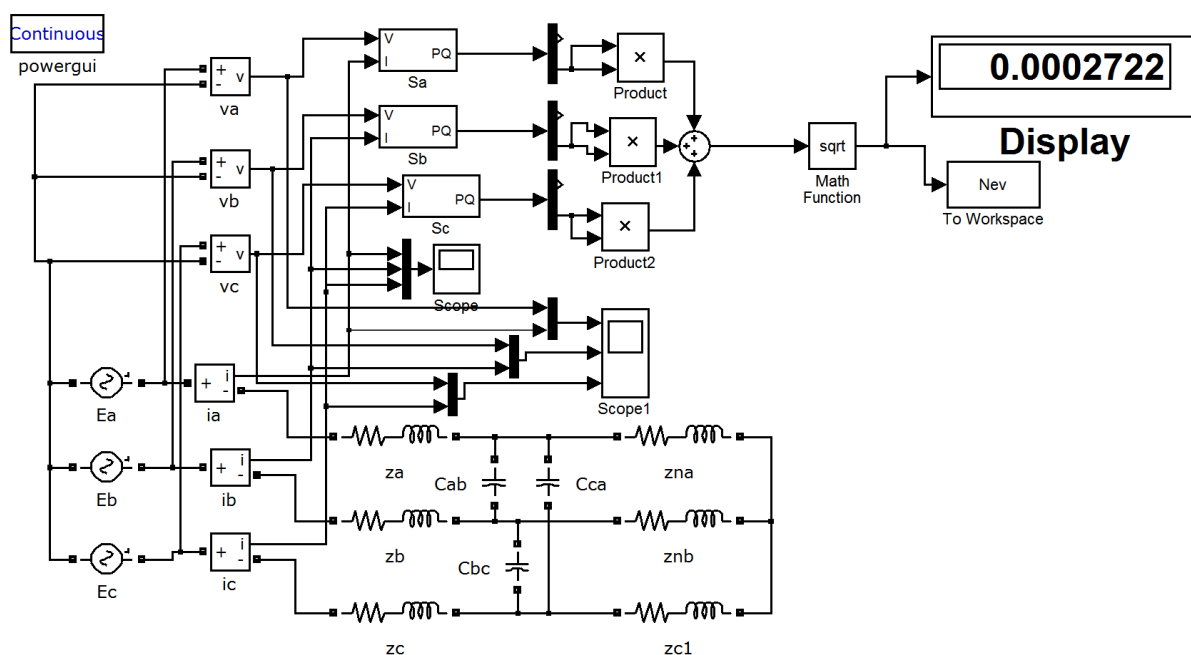 Continuous
powergui
+
-
v
va
+
-
v
vb
+
-
v
vc
V
I
PQ
Sa
V
I
PQ
Sb
V
I
PQ
Sc
×
Product
×
Product1
×
Product2
+
+
+
sqrt
Math
Function
0.0002722
Display
Nev
To Workspace
Scope
Scope1
Ea
+
i
-
ia
Eb
+
i
-
ib
Ec
+
i
-
ic
za
zna
Cab
Cca
zb
znb
Cbc
zc
zc1